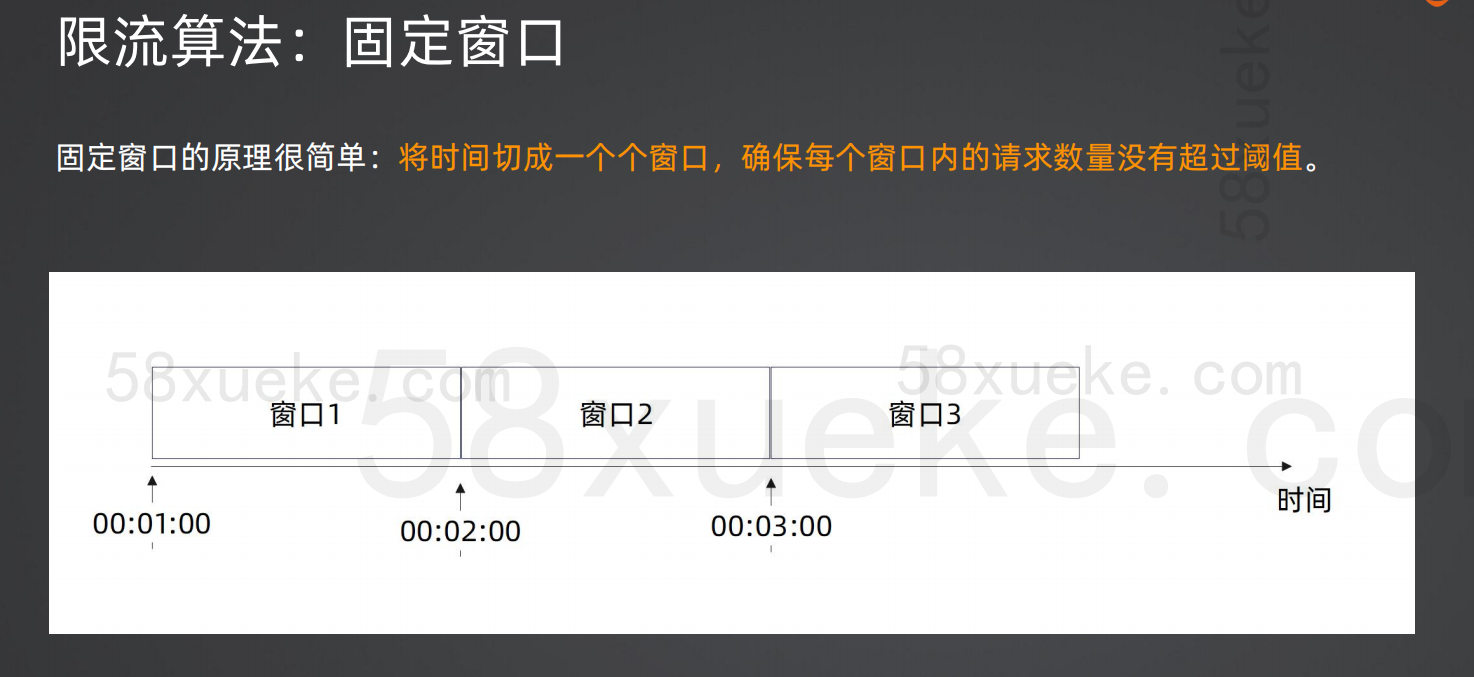 限流算法：固定窗口
固定窗口的原理很简单：将时间切成一个个窗口，确保每个窗口内的请求数量没有超过阈值。
58xueke
58xueke.com
58xueke.com
58xueke.com
窗口1
窗口2
窗口3
时间
00:01:00
00:02:00
00:03:00